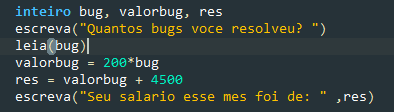 inteiro bug, valorbug, res
escreva("Quantos bugs voce resolveu? ")
leia(bug)
valorbug = 200*bug
res = valorbug + 4500
escreva("Seu salario esse mes foi de: " ,res)